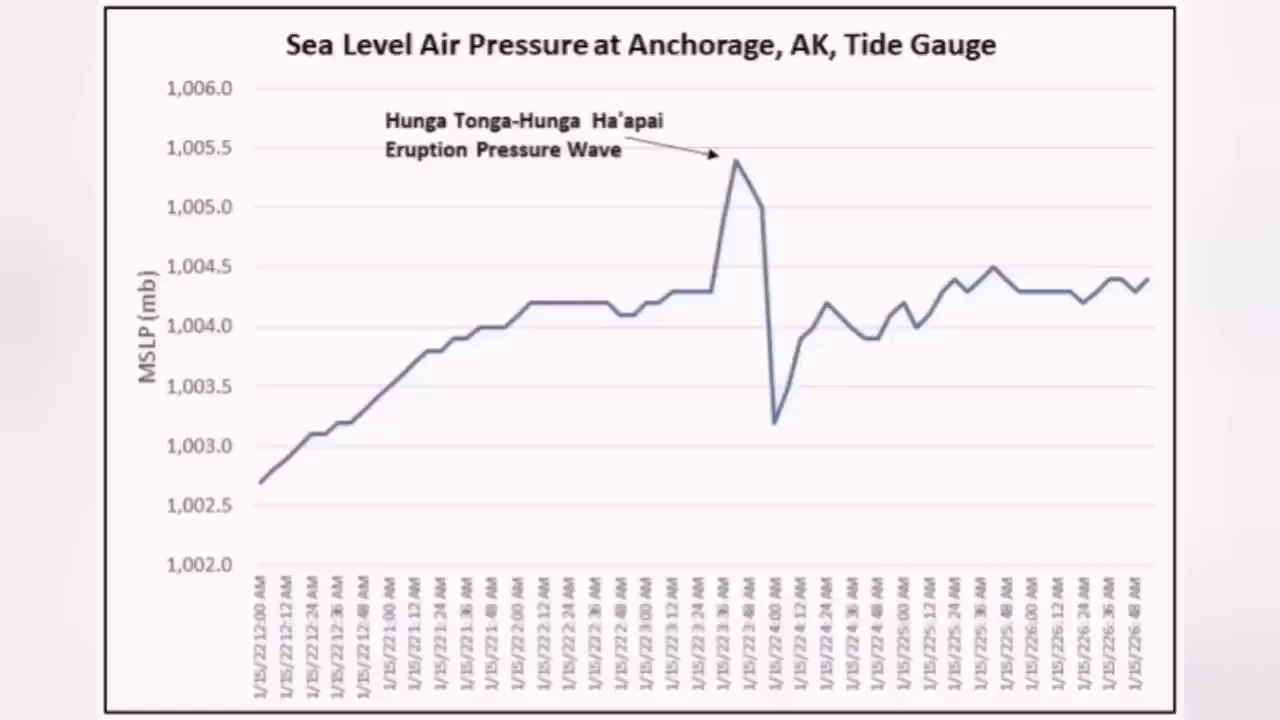 Sea Level Air Pressure at Anchorage, AK, Tide Gauge
1,006.0
Hunga Tonga-Hunga Ha'apai
Eruption Pressure Wave
1,005.5
1,005.0
1,004.5
1,004.0
1,003.5
1,003.0
1,002.5
1,002.0
MSLP (mb)
1/15/22 12:00 AM
1/15/22 12:12 AM
1/15/22 12:24 AM
1/15/22 12:36 AM
1/15/22 12:48 AM
1/15/22 1:00 AM
1/15/22 1:12 AM
1/15/22 1:24 AM
1/15/22 1:36 AM
1/15/22 1:48 AM
1/15/22 2:00 AM
1/15/22 2:12 AM
1/15/22 2:24 AM
1/15/22 2:36 AM
1/15/22 2:48 AM
1/15/22 3:00 AM
1/15/22 3:12 AM
1/15/22 3:24 AM
1/15/22 3:36 AM
1/15/22 3:48 AM
1/15/22 4:00 AM
1/15/22 4:12 AM
1/15/22 4:24 AM
1/15/22 4:36 AM
1/15/22 4:48 AM
1/15/22 5:00 AM
1/15/22 5:12 AM
1/15/22 5:24 AM
1/15/22 5:36 AM
1/15/22 5:48 AM
1/15/22 6:00 AM
1/15/22 6:12 AM
1/15/22 6:24 AM
1/15/22 6:36 AM
1/15/22 6:48 AM